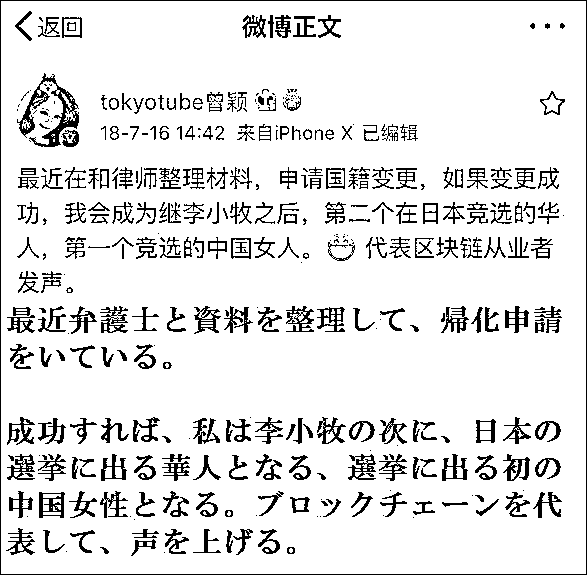 返回
微博正文
tokyotube曾颖
18-7-16 14:42 来自iPhone X 已编辑
最近在和律师整理材料，申请国籍变更，如果变更成
功，我会成为继李小牧之后，第二个在日本竞选的华
人，第一个竞选的中国女人。😁 代表区块链从业者
发声。
最近弁護士と資料を整理して、帰化申請
をいている。
成功すれば、私は李小牧の次に、日本の
選挙に出る華人となる、選挙に出る初の
中国女性となる。ブロックチェーンを代
表して、声を上げる。